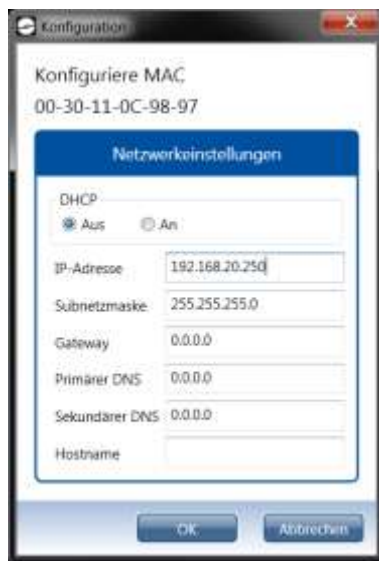 Konfiguration
Konfiguriere MAC
00-30-11-0C-98-97
Netzwerkeinstellungen
DHCP
Aus An
IP-Adresse 192.168.20.250
Subnetzmaske 255.255.255.0
Gateway 0.0.0.0
Primärer DNS 0.0.0.0
Sekundärer DNS 0.0.0.0
Hostname
OK Abbrechen